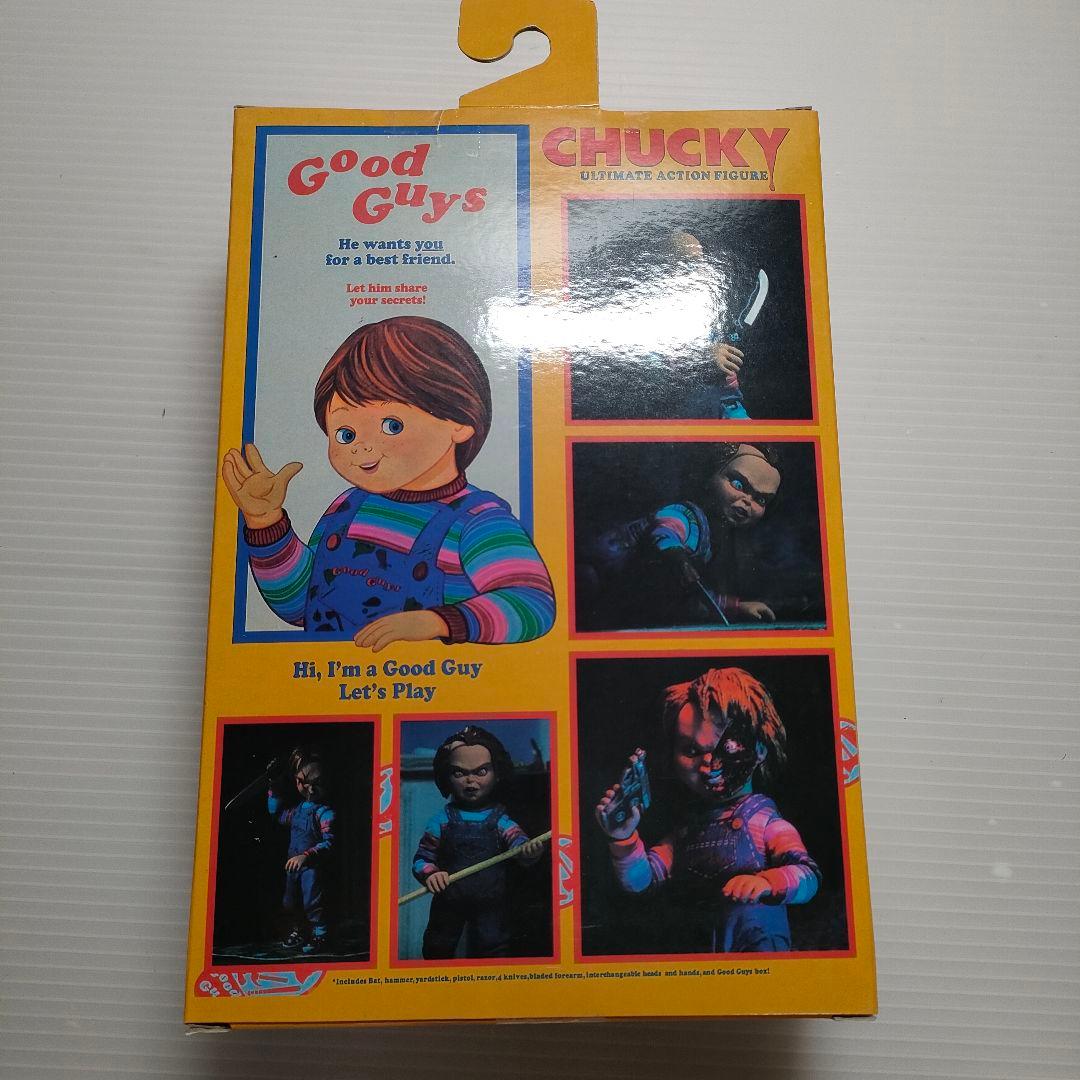 Good
Guys
He wants you
for a best friend.
Let him share
your secrets!
CHUCKY
ULTIMATE ACTION FIGURE
Good Guys
Hi, I'm a Good Guy
Let's Play
*Includes Bat, hammer, yardstick, pistol, razor, 4 knives, bladed forearm, interchangeable heads and hands, and Good Guys box!